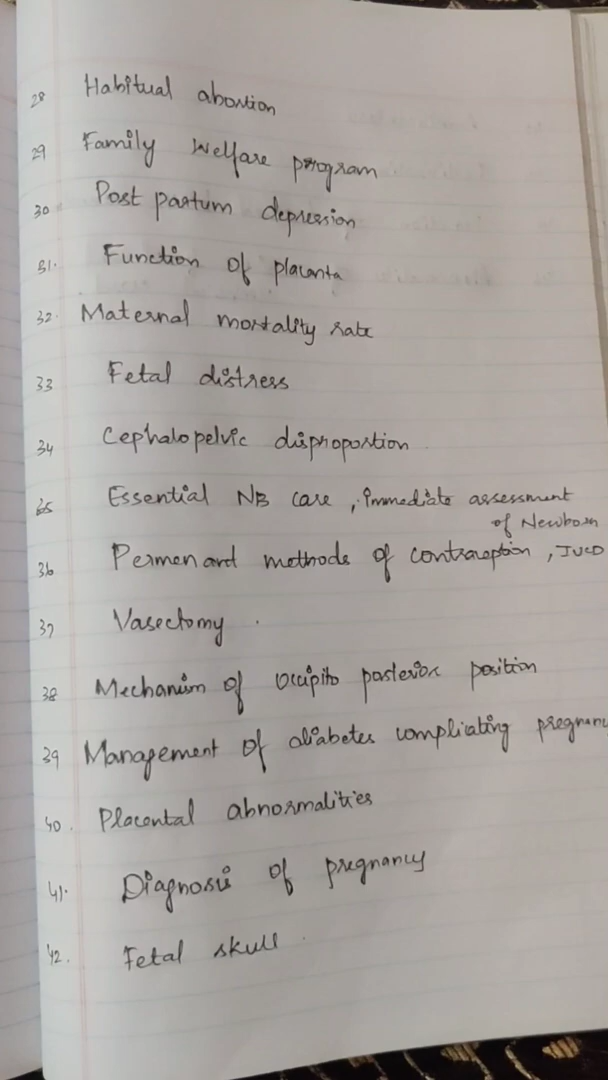 28 Habitual abortion
29 Family Welfare program
30 Post partum depression
31. Function of placenta
32. Maternal mortality rate
33 Fetal distress
34 Cephalopelvic disproportion
35 Essential NB care, immediate assessment
of Newborn
36 Permenant methods of contraception, IUCD
37 Vasectomy.
38 Mechanism of occipito posterior position
39 Management of diabetes compliating pregnancy
40. Placental abnormalities
41. Diagnosis of pregnancy
42. Fetal skull.